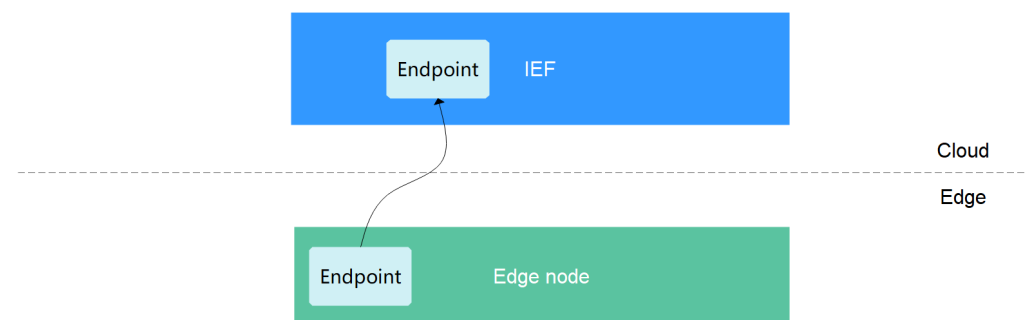 Endpoint
IEF
Cloud
Edge
Endpoint
Edge node